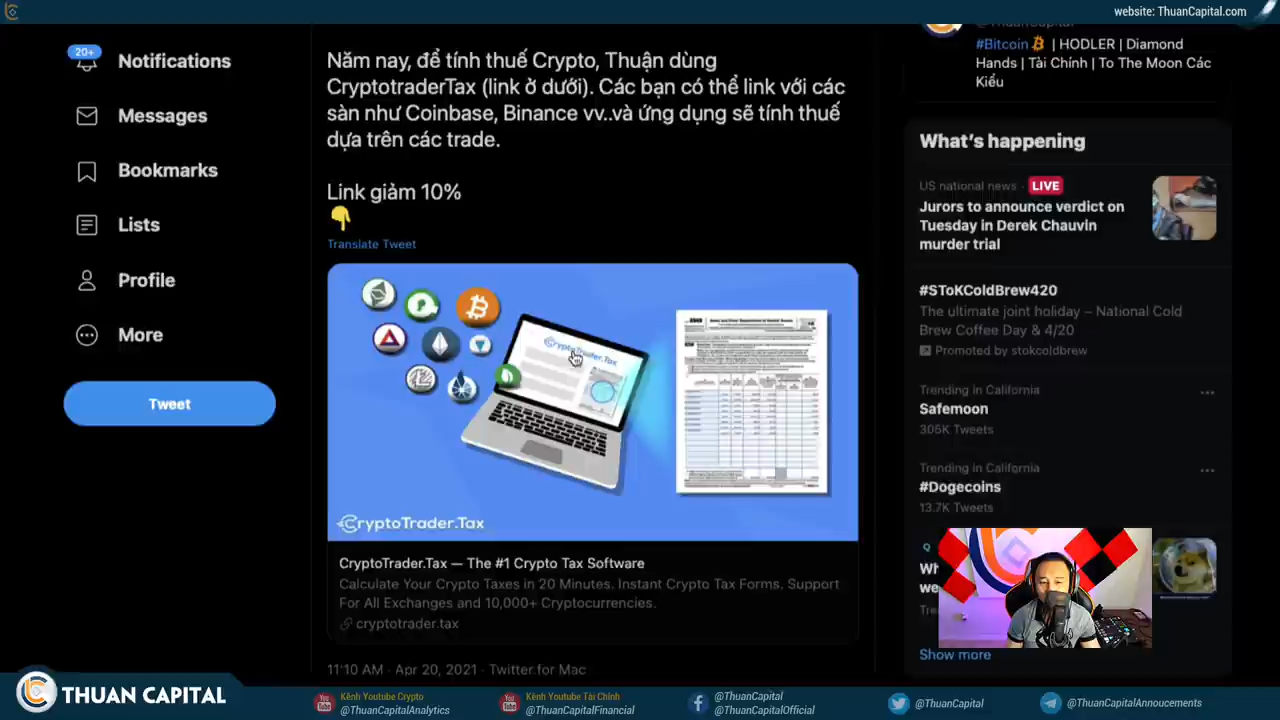 website: ThuanCapital.com
20+
Notifications
Messages
Bookmarks
Lists
Profile
More
Tweet
Năm nay, để tính thuế Crypto, Thuận dùng
CryptotraderTax (link ở dưới). Các bạn có thể link với các
sàn như Coinbase, Binance vv..và ứng dụng sẽ tính thuế
dựa trên các trade.
Link giảm 10%
👇
Translate Tweet
CryptoTrader.Tax
CryptoTrader.Tax
CryptoTrader.Tax — The #1 Crypto Tax Software
Calculate Your Crypto Taxes in 20 Minutes. Instant Crypto Tax Forms. Support
For All Exchanges and 10,000+ Cryptocurrencies.
cryptotrader.tax
11:10 AM · Apr 20, 2021 · Twitter for Mac
@ThuanCapital
#Bitcoin | HODLER | Diamond
Hands | Tài Chính | To The Moon Các
Kiểu
What's happening
US national news · LIVE
Jurors to announce verdict on
Tuesday in Derek Chauvin
murder trial
#SToKColdBrew420
The ultimate joint holiday – National Cold
Brew Coffee Day & 4/20
Promoted by stokcoldbrew
Trending in California
Safemoon
305K Tweets
Trending in California
#Dogecoins
13.7K Tweets
Show more
THUAN CAPITAL
Kênh Youtube Crypto
@ThuanCapitalAnalytics
Kênh Youtube Tài Chính
@ThuanCapitalFinancial
@ThuanCapital
@ThuanCapitalOfficial
@ThuanCapital
@ThuanCapitalAnnoucements